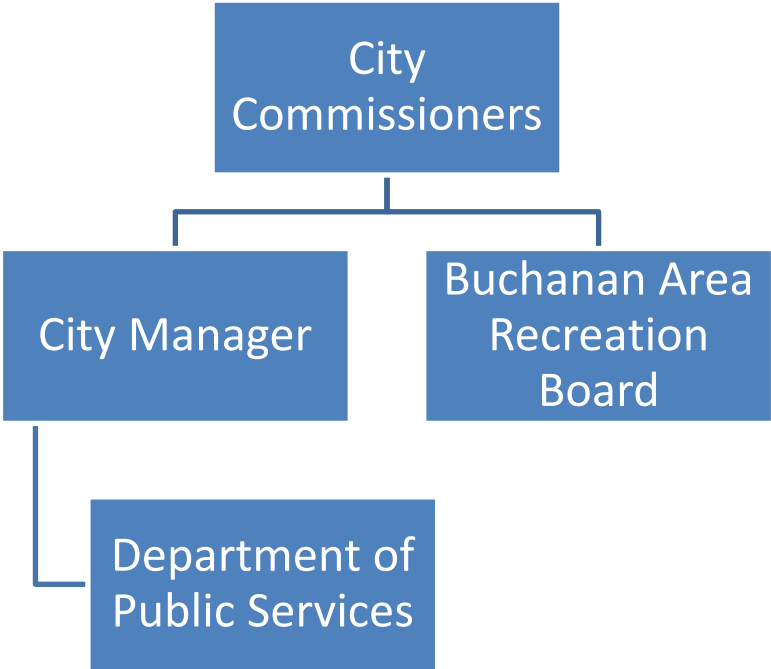 City
Commissioners
City Manager
Buchanan Area
Recreation
Board
Department of
Public Services